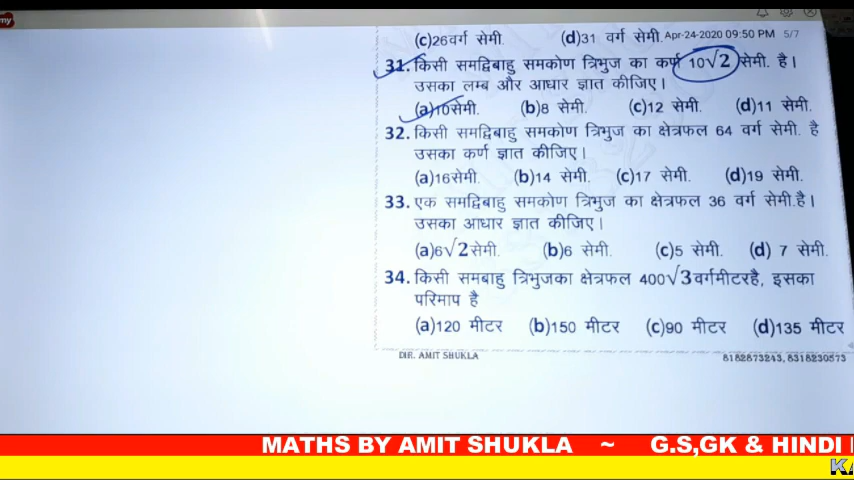 my
(c)26वर्ग सेमी. (d)31 वर्ग सेमी. Apr-24-2020 09:50 PM 5/7
31. किसी समद्विबाहु समकोण त्रिभुज का कर्ण 10√2 सेमी. है।
उसका लम्ब और आधार ज्ञात कीजिए।
(a)10सेमी. (b)8 सेमी. (c)12 सेमी. (d)11 सेमी.
32. किसी समद्विबाहु समकोण त्रिभुज का क्षेत्रफल 64 वर्ग सेमी. है
उसका कर्ण ज्ञात कीजिए।
(a)16सेमी. (b)14 सेमी. (c)17 सेमी. (d)19 सेमी.
33. एक समद्विबाहु समकोण त्रिभुज का क्षेत्रफल 36 वर्ग सेमी.है।
उसका आधार ज्ञात कीजिए।
(a)6√2सेमी. (b)6 सेमी. (c)5 सेमी. (d) 7 सेमी.
34. किसी समबाहु त्रिभुजका क्षेत्रफल 400√3वर्गमीटरहै, इसका
परिमाप है
(a)120 मीटर (b)150 मीटर (c)90 मीटर (d)135 मीटर
DIR. AMIT SHUKLA 8182873243, 8318230573
MATHS BY AMIT SHUKLA ~ G.S,GK & HINDI